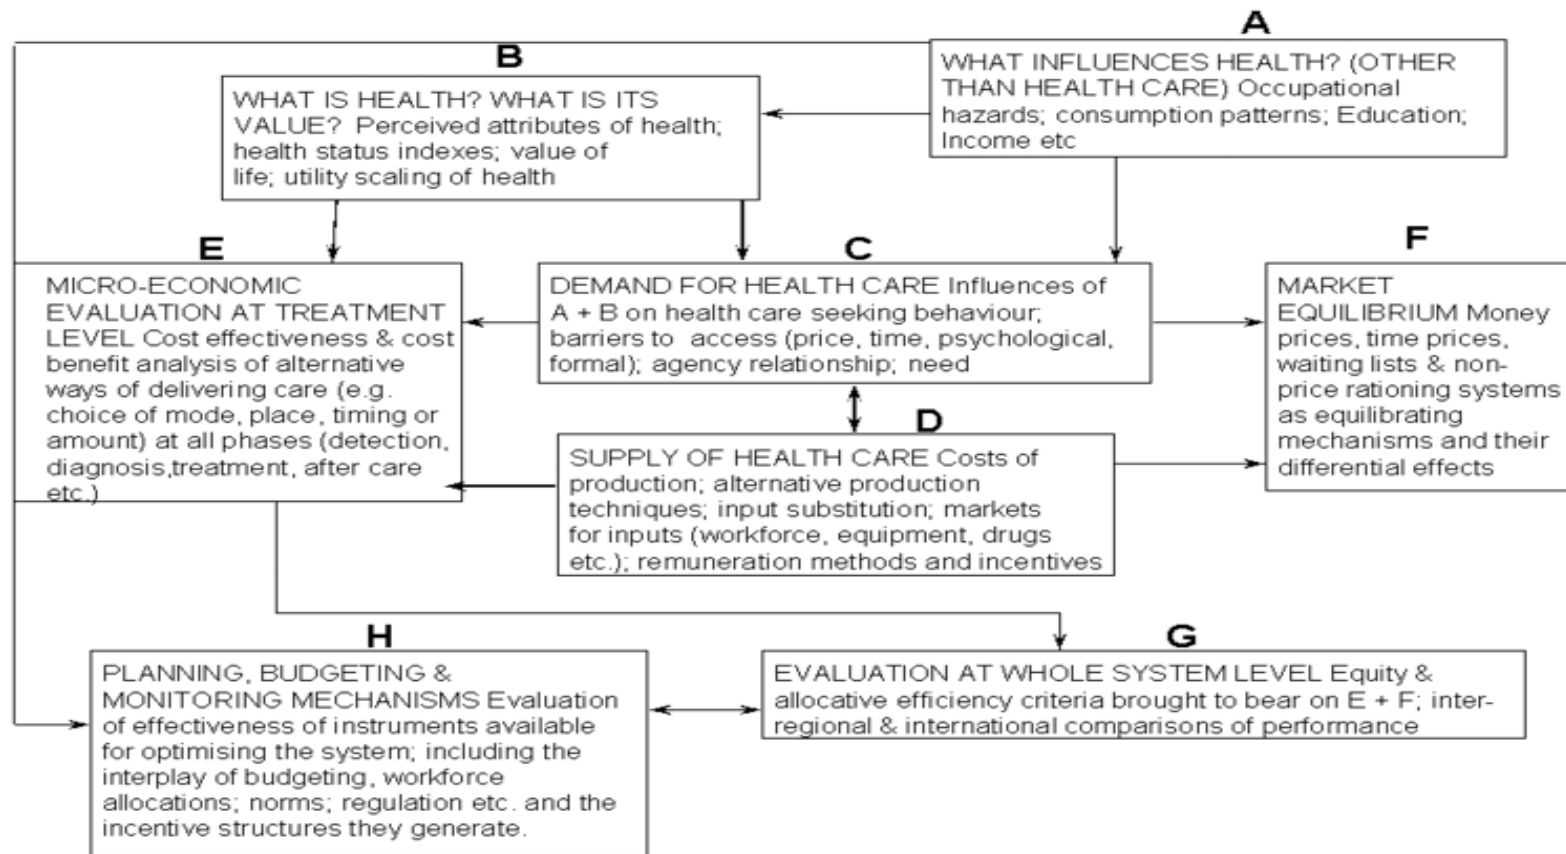 A
WHAT INFLUENCES HEALTH? (OTHER
THAN HEALTH CARE) Occupational
hazards; consumption patterns; Education;
Income etc
B
WHAT IS HEALTH? WHAT IS ITS
VALUE? Perceived attributes of health;
health status indexes; value of
life; utility scaling of health
E
MICRO-ECONOMIC
EVALUATION AT TREATMENT
LEVEL Cost effectiveness & cost
benefit analysis of alternative
ways of delivering care (e.g.
choice of mode, place, timing or
amount) at all phases (detection,
diagnosis,treatment, after care
etc.)
C
DEMAND FOR HEALTH CARE Influences of
A + B on health care seeking behaviour;
barriers to access (price, time, psychological,
formal); agency relationship; need
F
MARKET
EQUILIBRIUM Money
prices, time prices,
waiting lists & non-
price rationing systems
as equilibrating
mechanisms and their
differential effects
D
SUPPLY OF HEALTH CARE Costs of
production; alternative production
techniques; input substitution; markets
for inputs (workforce, equipment, drugs
etc.); remuneration methods and incentives
H
PLANNING, BUDGETING &
MONITORING MECHANISMS Evaluation
of effectiveness of instruments available
for optimising the system; including the
interplay of budgeting, workforce
allocations; norms; regulation etc. and the
incentive structures they generate.
G
EVALUATION AT WHOLE SYSTEM LEVEL Equity &
allocative efficiency criteria brought to bear on E + F; inter-
regional & international comparisons of performance